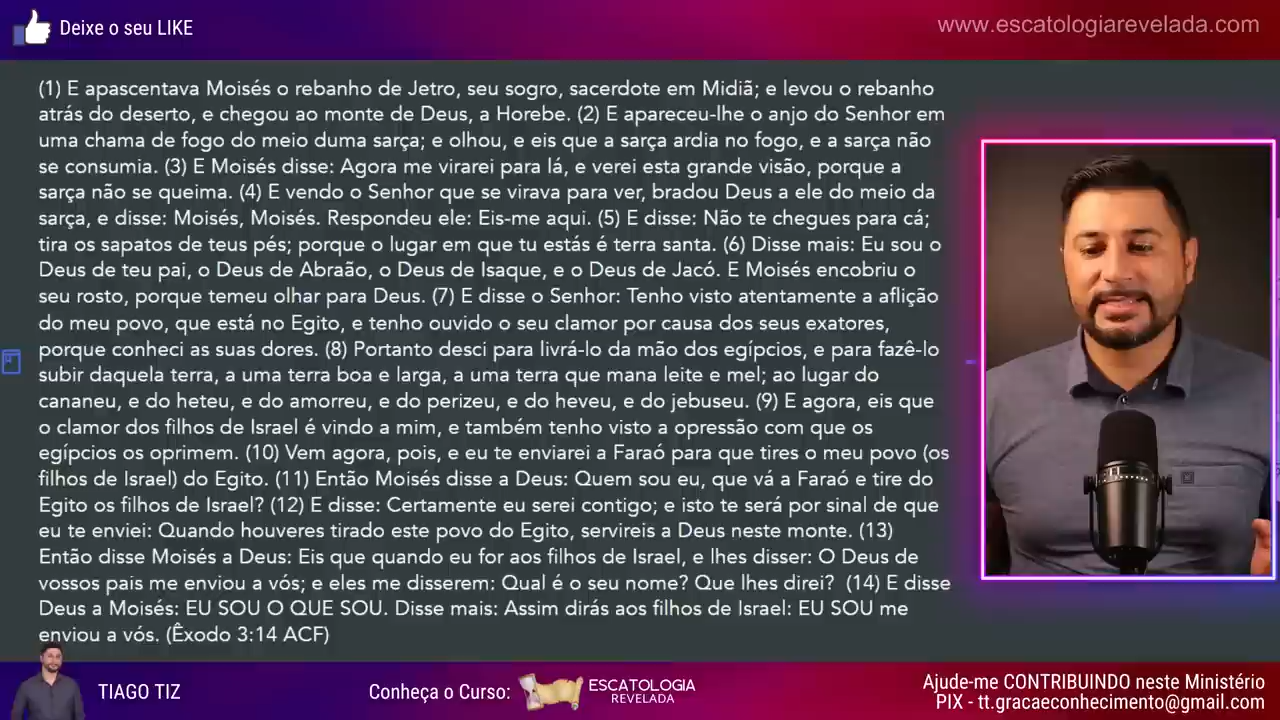 Deixe o seu LIKE
www.escatologiarevelada.com
(1) E apascentava Moisés o rebanho de Jetro, seu sogro, sacerdote em Midiã; e levou o rebanho
atrás do deserto, e chegou ao monte de Deus, a Horebe. (2) E apareceu-lhe o anjo do Senhor em
uma chama de fogo do meio duma sarça; e olhou, e eis que a sarça ardia no fogo, e a sarça não
se consumia. (3) E Moisés disse: Agora me virarei para lá, e verei esta grande visão, porque a
sarça não se queima. (4) E vendo o Senhor que se virava para ver, bradou Deus a ele do meio da
sarça, e disse: Moisés, Moisés. Respondeu ele: Eis-me aqui. (5) E disse: Não te chegues para cá;
tira os sapatos de teus pés; porque o lugar em que tu estás é terra santa. (6) Disse mais: Eu sou o
Deus de teu pai, o Deus de Abraão, o Deus de Isaque, e o Deus de Jacó. E Moisés encobriu o
seu rosto, porque temeu olhar para Deus. (7) E disse o Senhor: Tenho visto atentamente a aflição
do meu povo, que está no Egito, e tenho ouvido o seu clamor por causa dos seus exatores,
porque conheci as suas dores. (8) Portanto desci para livrá-lo da mão dos egípcios, e para fazê-lo
subir daquela terra, a uma terra boa e larga, a uma terra que mana leite e mel; ao lugar do
cananeu, e do heteu, e do amorreu, e do perizeu, e do heveu, e do jebuseu. (9) E agora, eis que
o clamor dos filhos de Israel é vindo a mim, e também tenho visto a opressão com que os
egípcios os oprimem. (10) Vem agora, pois, e eu te enviarei a Faraó para que tires o meu povo (os
filhos de Israel) do Egito. (11) Então Moisés disse a Deus: Quem sou eu, que vá a Faraó e tire do
Egito os filhos de Israel? (12) E disse: Certamente eu serei contigo; e isto te será por sinal de que
eu te enviei: Quando houveres tirado este povo do Egito, servireis a Deus neste monte. (13)
Então disse Moisés a Deus: Eis que quando eu for aos filhos de Israel, e lhes disser: O Deus de
vossos pais me enviou a vós; e eles me disserem: Qual é o seu nome? Que lhes direi? (14) E disse
Deus a Moisés: EU SOU O QUE SOU. Disse mais: Assim dirás aos filhos de Israel: EU SOU me
enviou a vós. (Êxodo 3:14 ACF)
TIAGO TIZ
Conheça o Curso:
ESCATOLOGIA
REVELADA
Ajude-me CONTRIBUINDO neste Ministério
PIX - tt.gracaeconhecimento@gmail.com